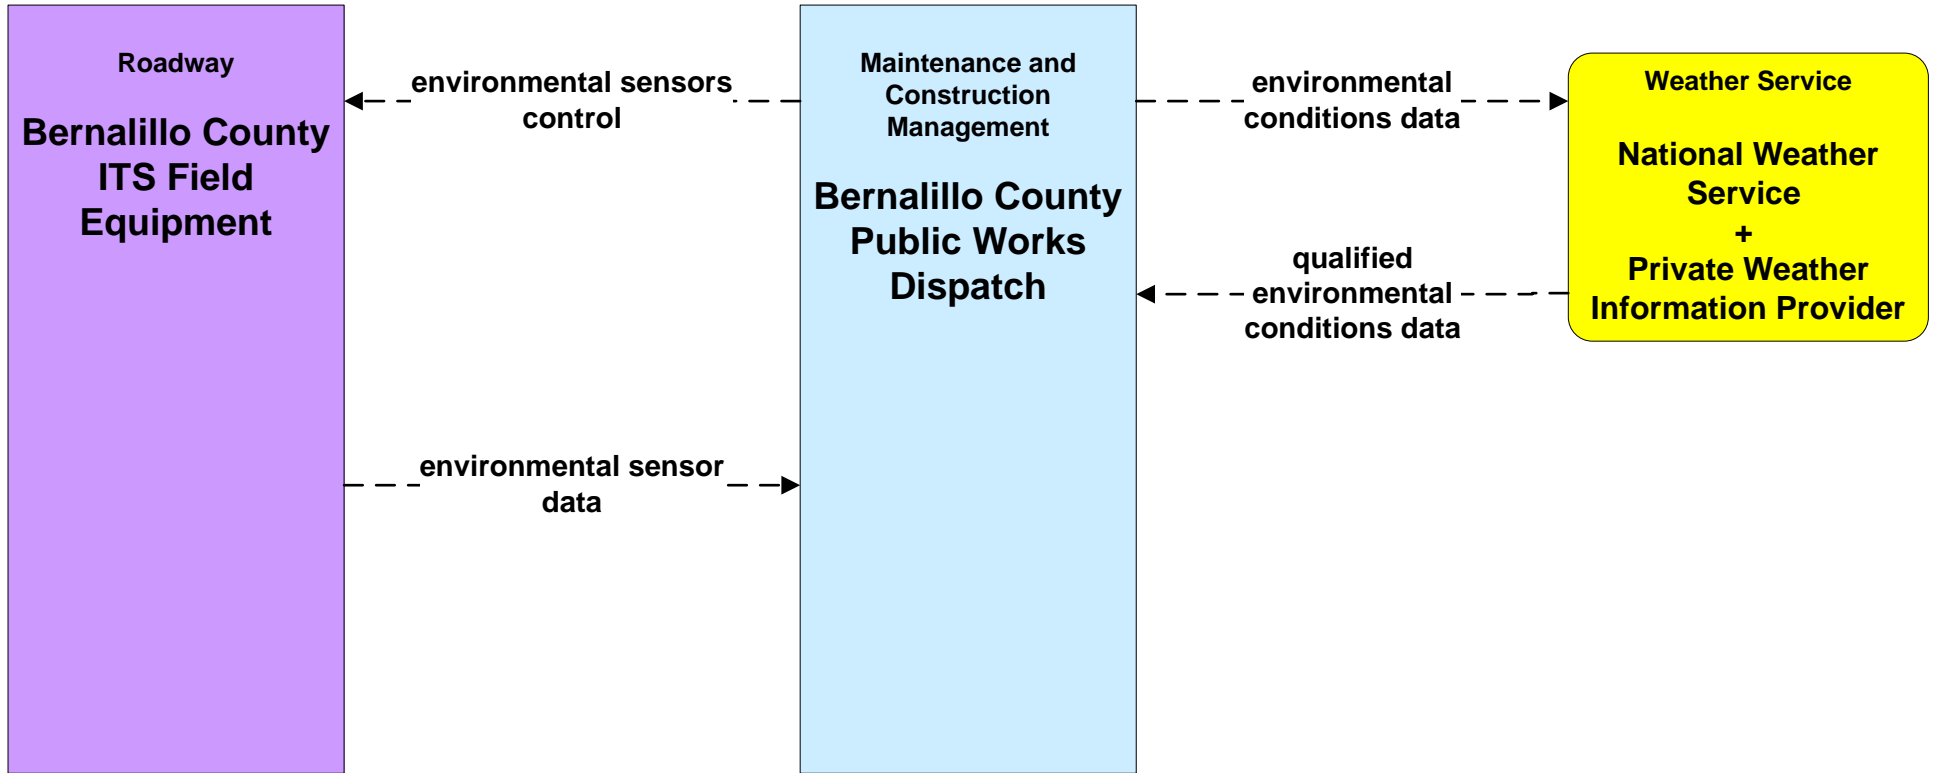 Roadway
Bernalillo County
ITS Field
Equipment
environmental sensors
control
environmental sensor
data
Maintenance and
Construction
Management
Bernalillo County
Public Works
Dispatch
environmental
conditions data
qualified
environmental
conditions data
Weather Service
National Weather
Service
+
Private Weather
Information Provider